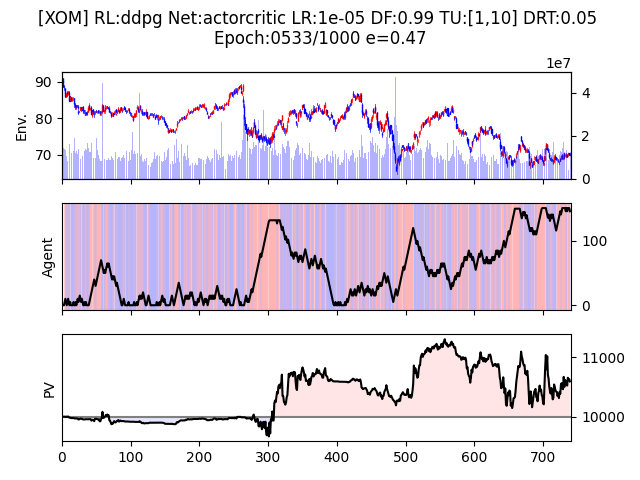 [XOM] RL:ddpg Net:actorcritic LR:1e-05 DF:0.99 TU:[1,10] DRT:0.05
Epoch:0533/1000 e=0.47
1e7
90
80
70
Env.
4
2
0
Agent
100
0
PV
11000
10000
0 100 200 300 400 500 600 700